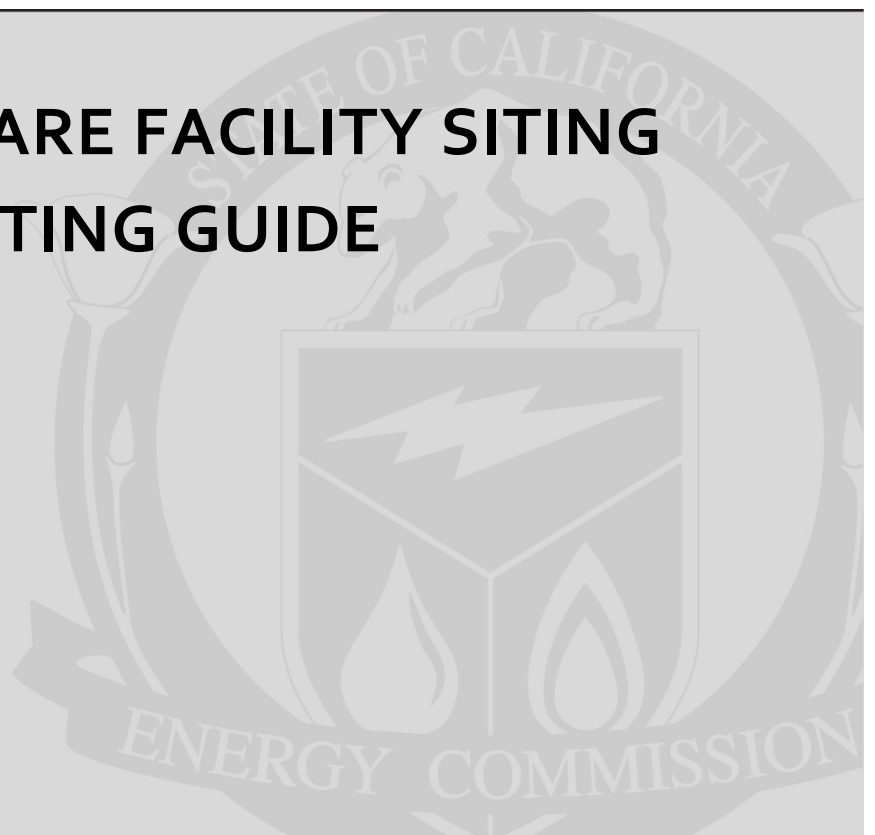 STATE OF CALIFORNIA
ARE FACILITY SITING
TING GUIDE
ENERGY COMMISSION